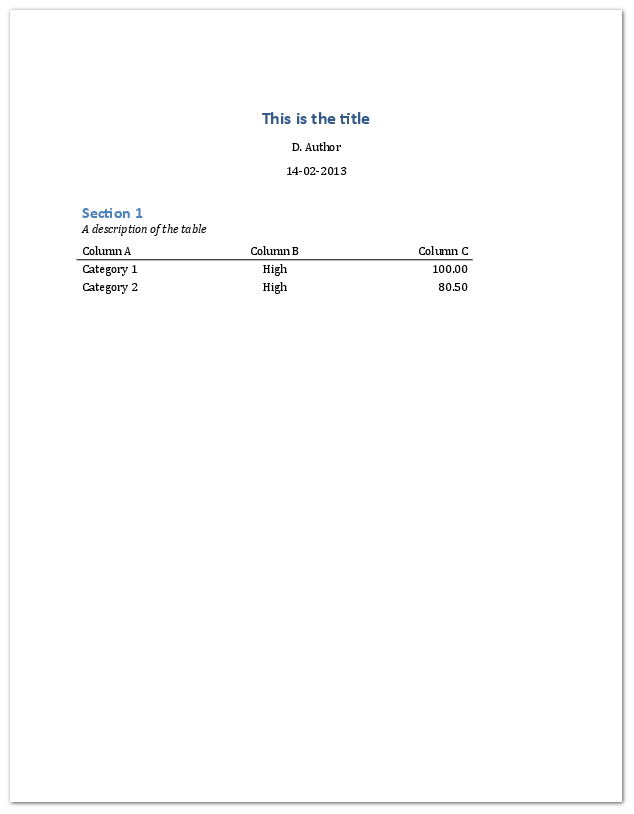 This is the title
D. Author
14-02-2013
Section 1
A description of the table
Column A Column B Column C
Category 1 High 100.00
Category 2 High 80.50